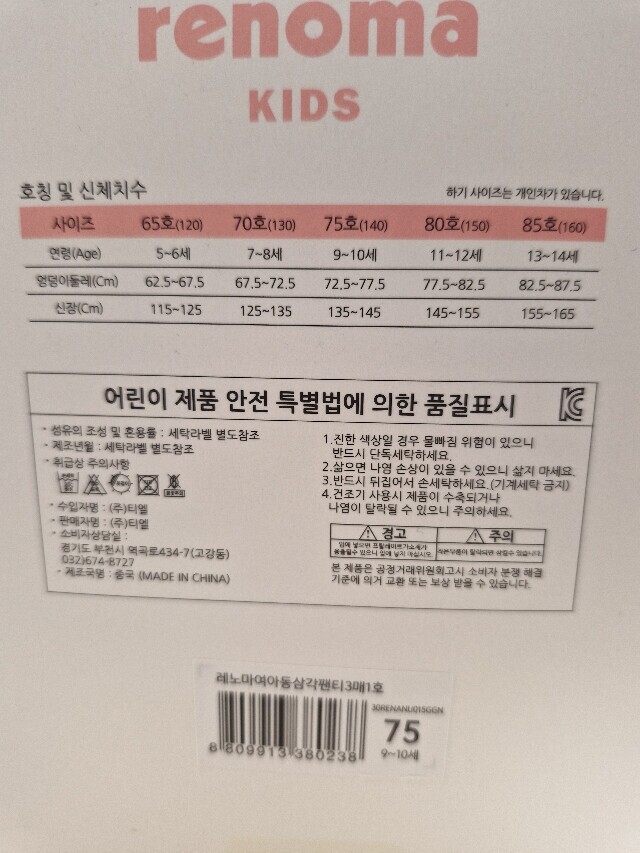 renoma
KIDS
호칭 및 신체치수
하기 사이즈는 개인차가 있습니다.
사이즈 65호(120) 70호(130) 75호(140) 80호(150) 85호(160)
연령(Age) 5~6세 7~8세 9~10세 11~12세 13~14세
엉덩이둘레(Cm) 62.5~67.5 67.5~72.5 72.5~77.5 77.5~82.5 82.5~87.5
신장(Cm) 115~125 125~135 135~145 145~155 155~165
어린이 제품 안전 특별법에 의한 품질표시
· 섬유의 조성 및 혼용률 : 세탁라벨 별도참조
· 제조년월 : 세탁라벨 별도참조
· 취급상 주의사항
· 수입자명 : (주)티엘
· 판매자명 : (주)티엘
· 소비자상담실 :
경기도 부천시 역곡로434-7(고강동)
032)674-8727
· 제조국명 : 중국 (MADE IN CHINA)
1.진한 색상일 경우 물빠짐 위험이 있으니
반드시 단독세탁하세요.
2.삶으면 나염 손상이 있을 수 있으니 삶지 마세요.
3.반드시 뒤집어서 손세탁하세요.(기계세탁 금지)
4.건조기 사용시 제품이 수축되거나
나염이 탈락될 수 있으니 주의하세요.
경고 주의
본 제품은 공정거래위원회고시 소비자 분쟁 해결
기준에 의거 교환 또는 보상 받을 수 있습니다.
레노마여아동삼각팬티3매1호
75
9~10세
8 809913 380238